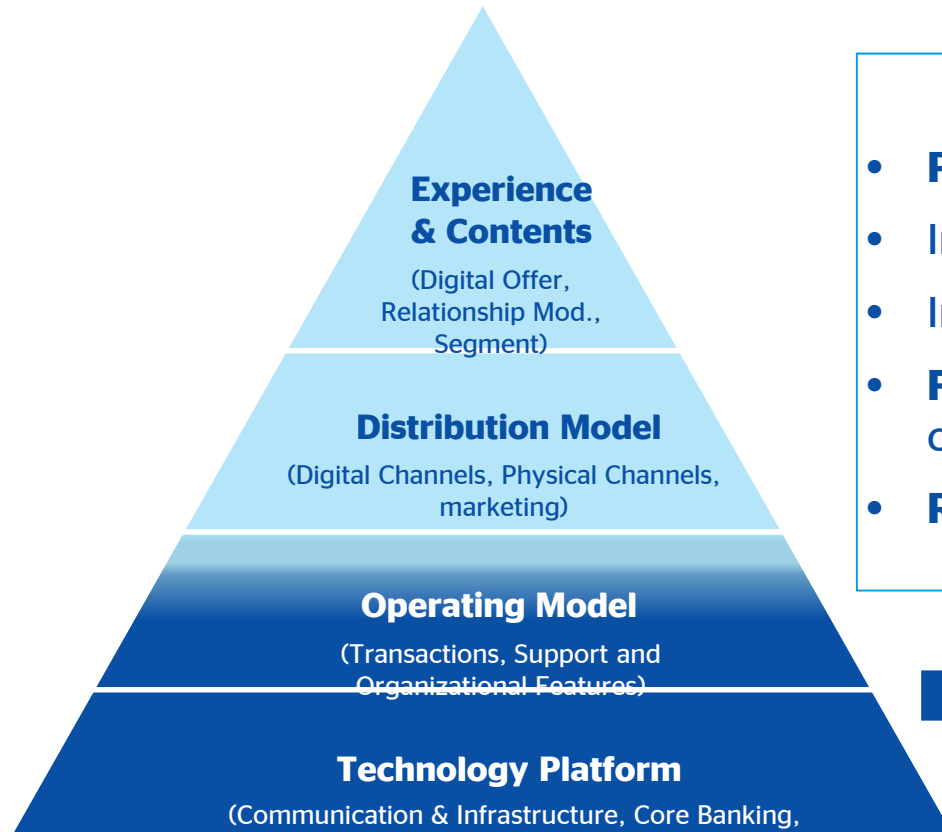 Experience
& Contents
(Digital Offer,
Relationship Mod.,
Segment)
Distribution Model
(Digital Channels, Physical Channels,
marketing)
Operating Model
(Transactions, Support and
Organizational Features)
Technology Platform
(Communication & Infrastructure, Core Banking,